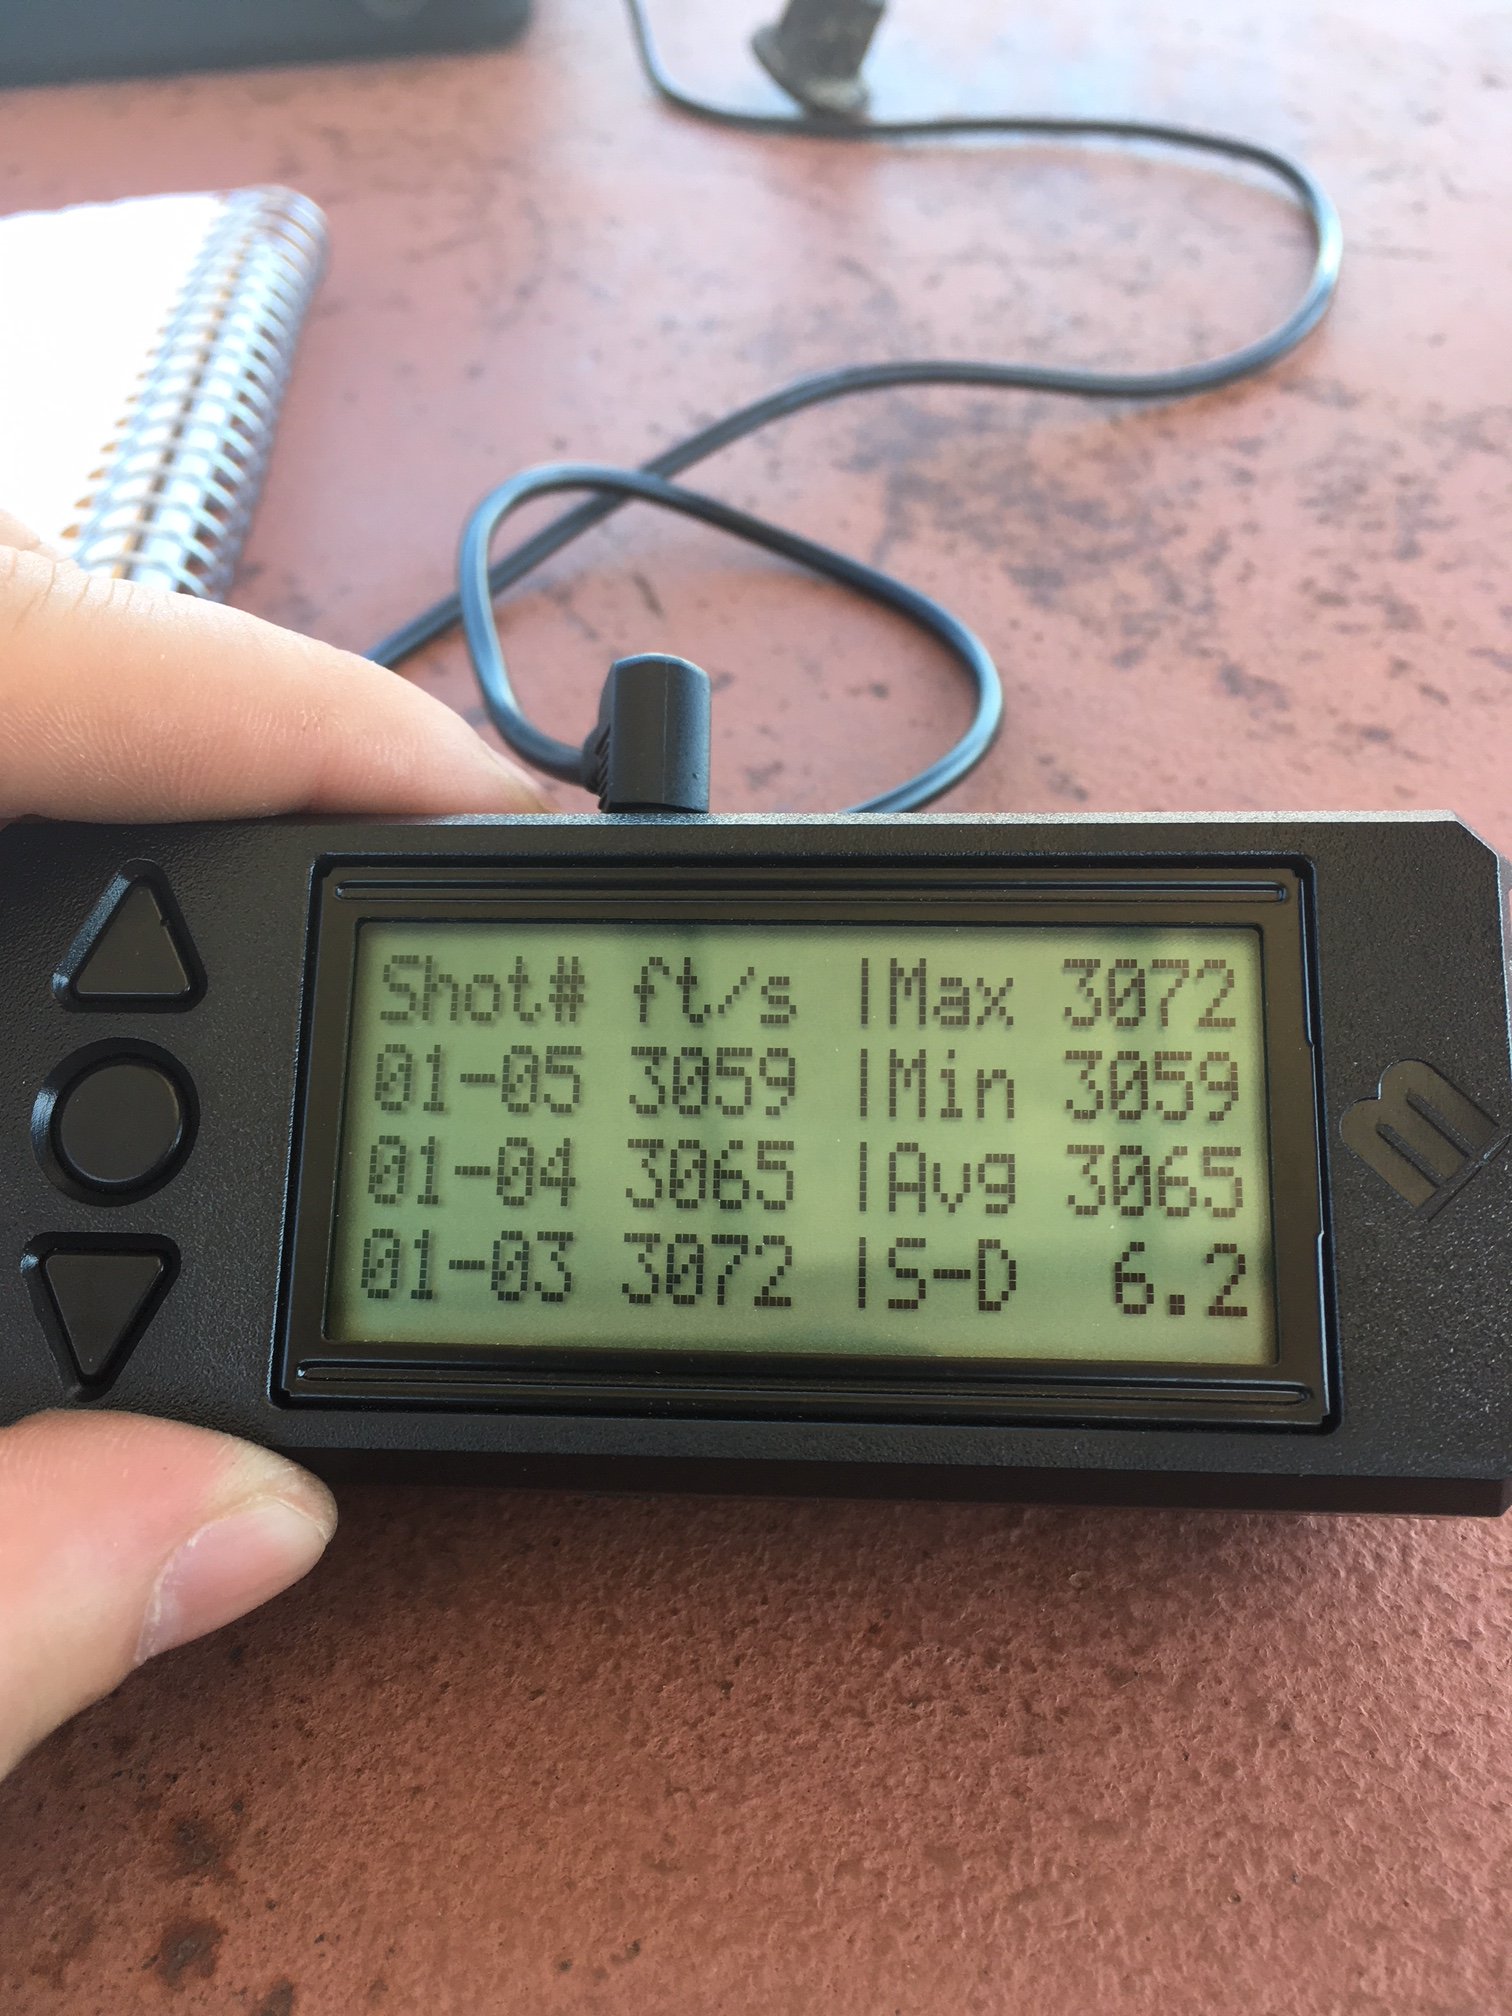 Shot# ft/s |Max 3072
01-05 3059 |Min 3059
01-04 3065 |Avg 3065
01-03 3072 |S-D 6.2